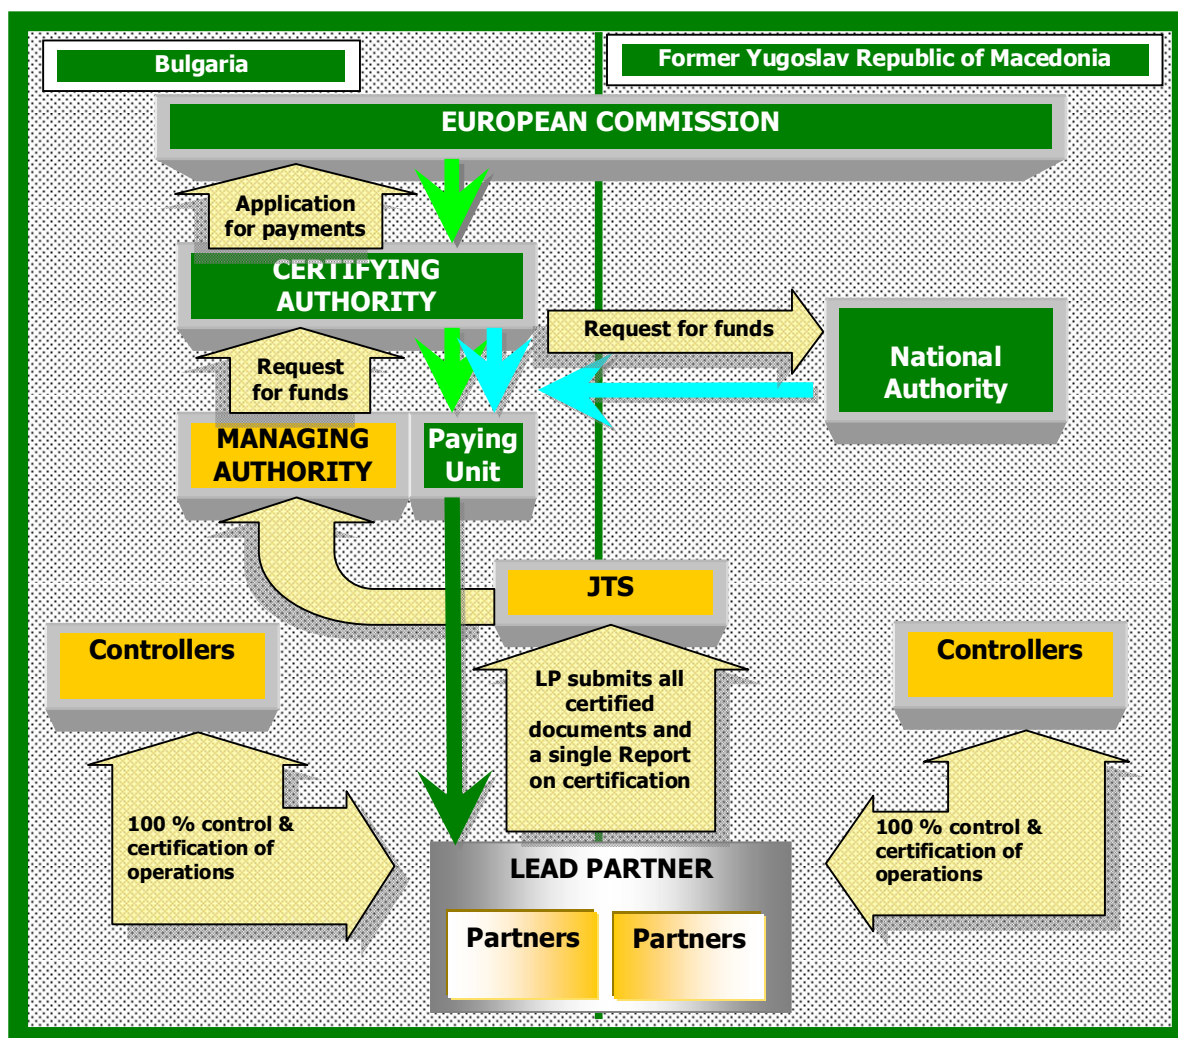 Bulgaria
Former Yugoslav Republic of Macedonia
EUROPEAN COMMISSION
Application
for payments
CERTIFYING
AUTHORITY
Request for funds
National
Authority
Request
for funds
MANAGING
AUTHORITY
Paying
Unit
JTS
Controllers
Controllers
LP submits all
certified
documents and
a single Report
on certification
100 % control &
certification of
operations
100 % control &
certification of
operations
LEAD PARTNER
Partners
Partners